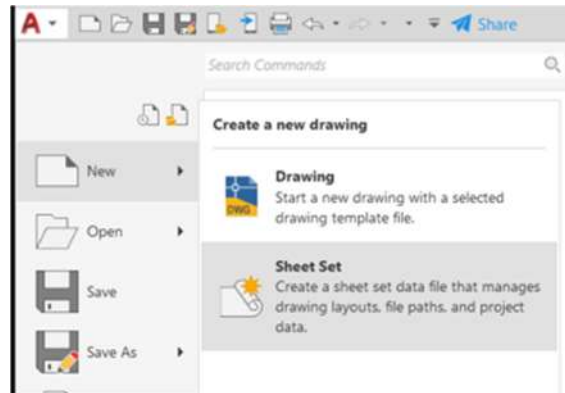 A
Share
Search Commands
Create a new drawing
New
Drawing
Start a new drawing with a selected
drawing template file.
DWG
Open
Sheet Set
Create a sheet set data file that manages
drawing layouts, file paths, and project
data.
Save
Save As